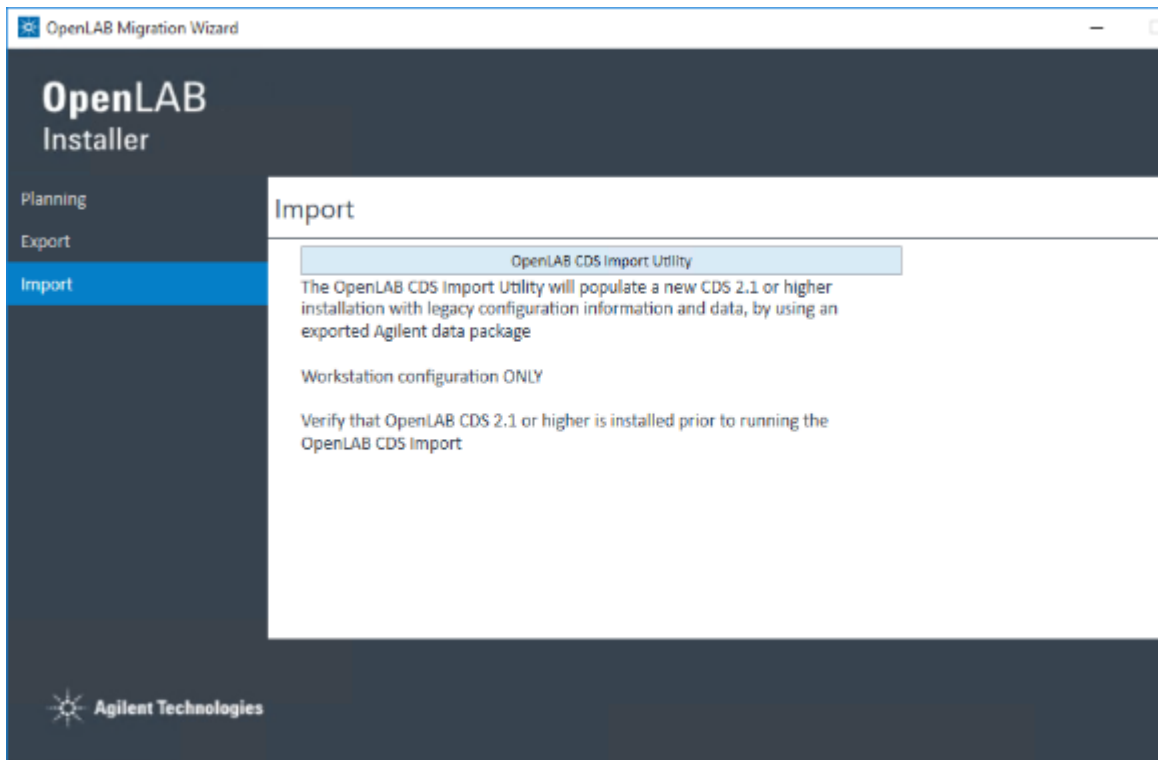 OpenLAB Migration Wizard
OpenLAB
Installer
Planning
Export
Import
Import
OpenLAB CDS Import Utility
The OpenLAB CDS Import Utility will populate a new CDS 2.1 or higher
installation with legacy configuration information and data, by using an
exported Agilent data package
Workstation configuration ONLY
Verify that OpenLAB CDS 2.1 or higher is installed prior to running the
OpenLAB CDS Import
Agilent Technologies